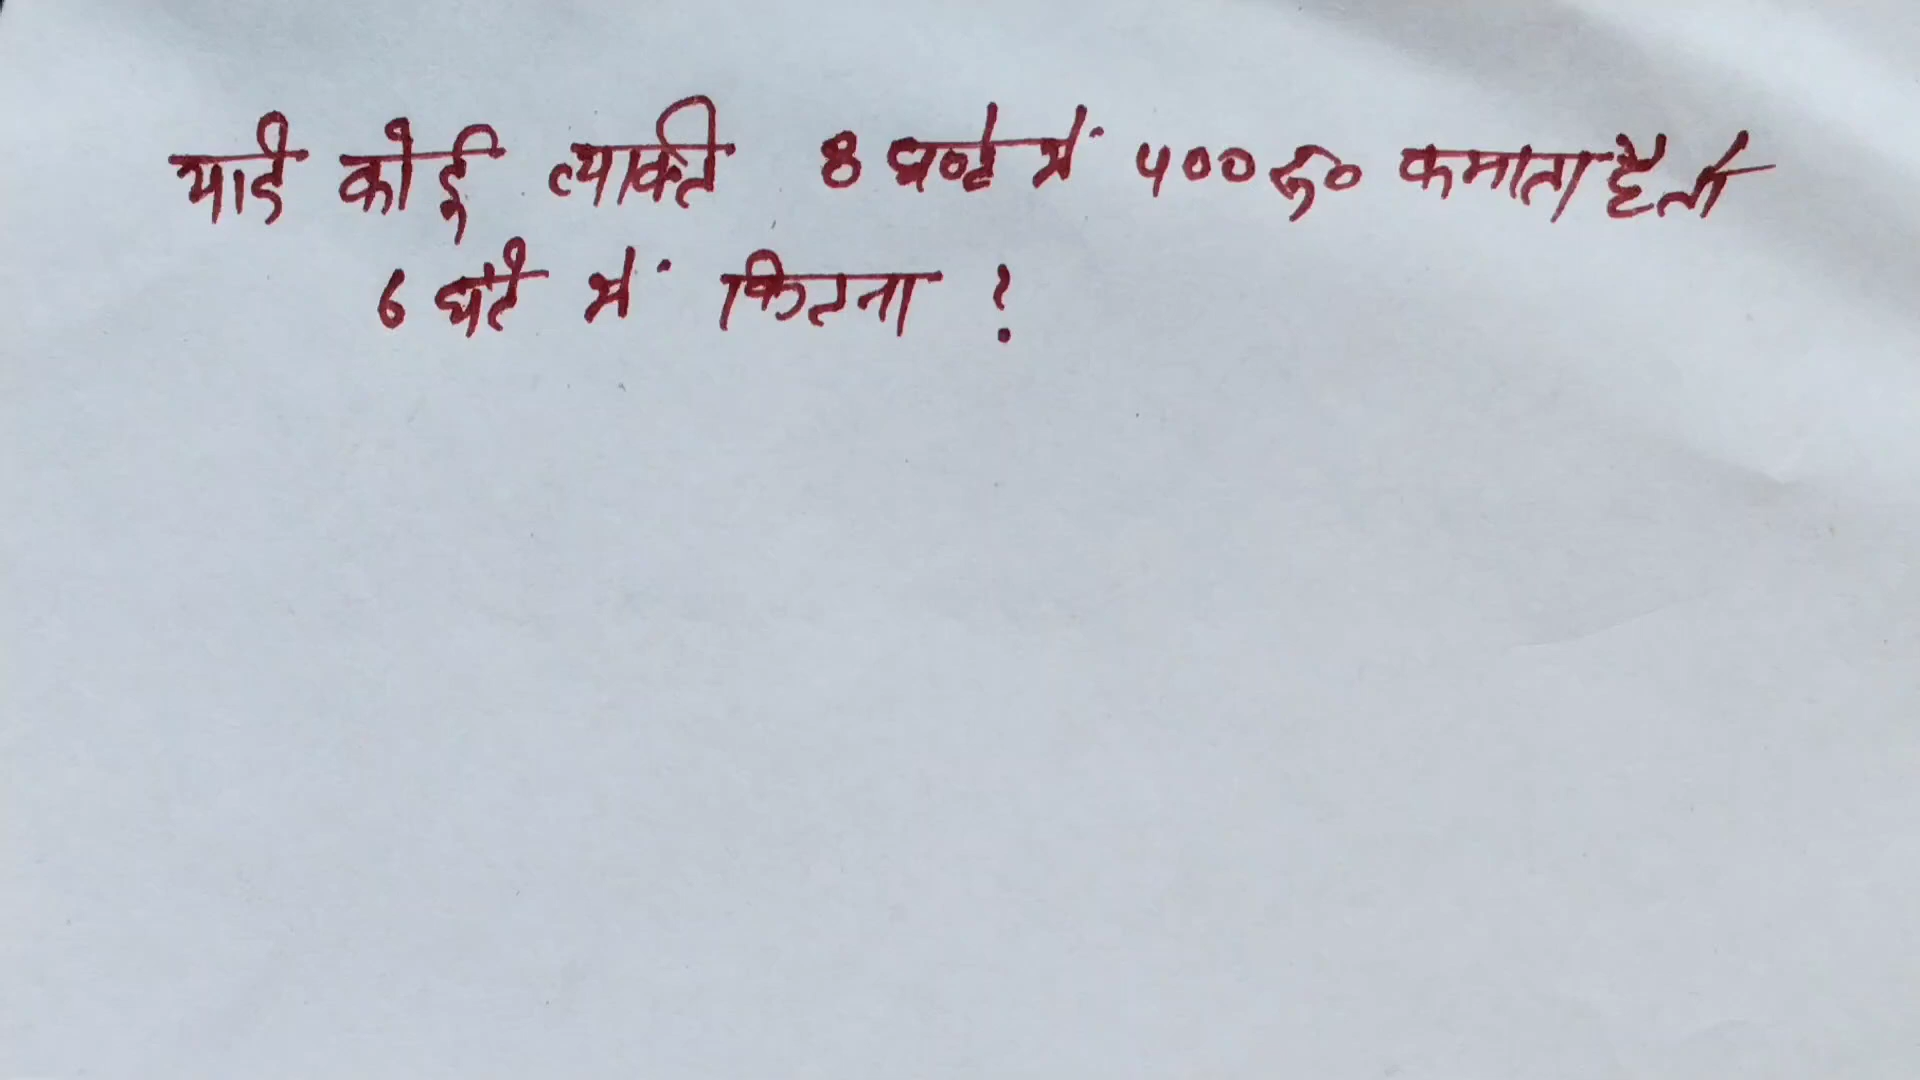 यदि कोई व्यक्ति 8 घण्टे में 400 रु० कमाता है तो
6 घंटे में कितना ?